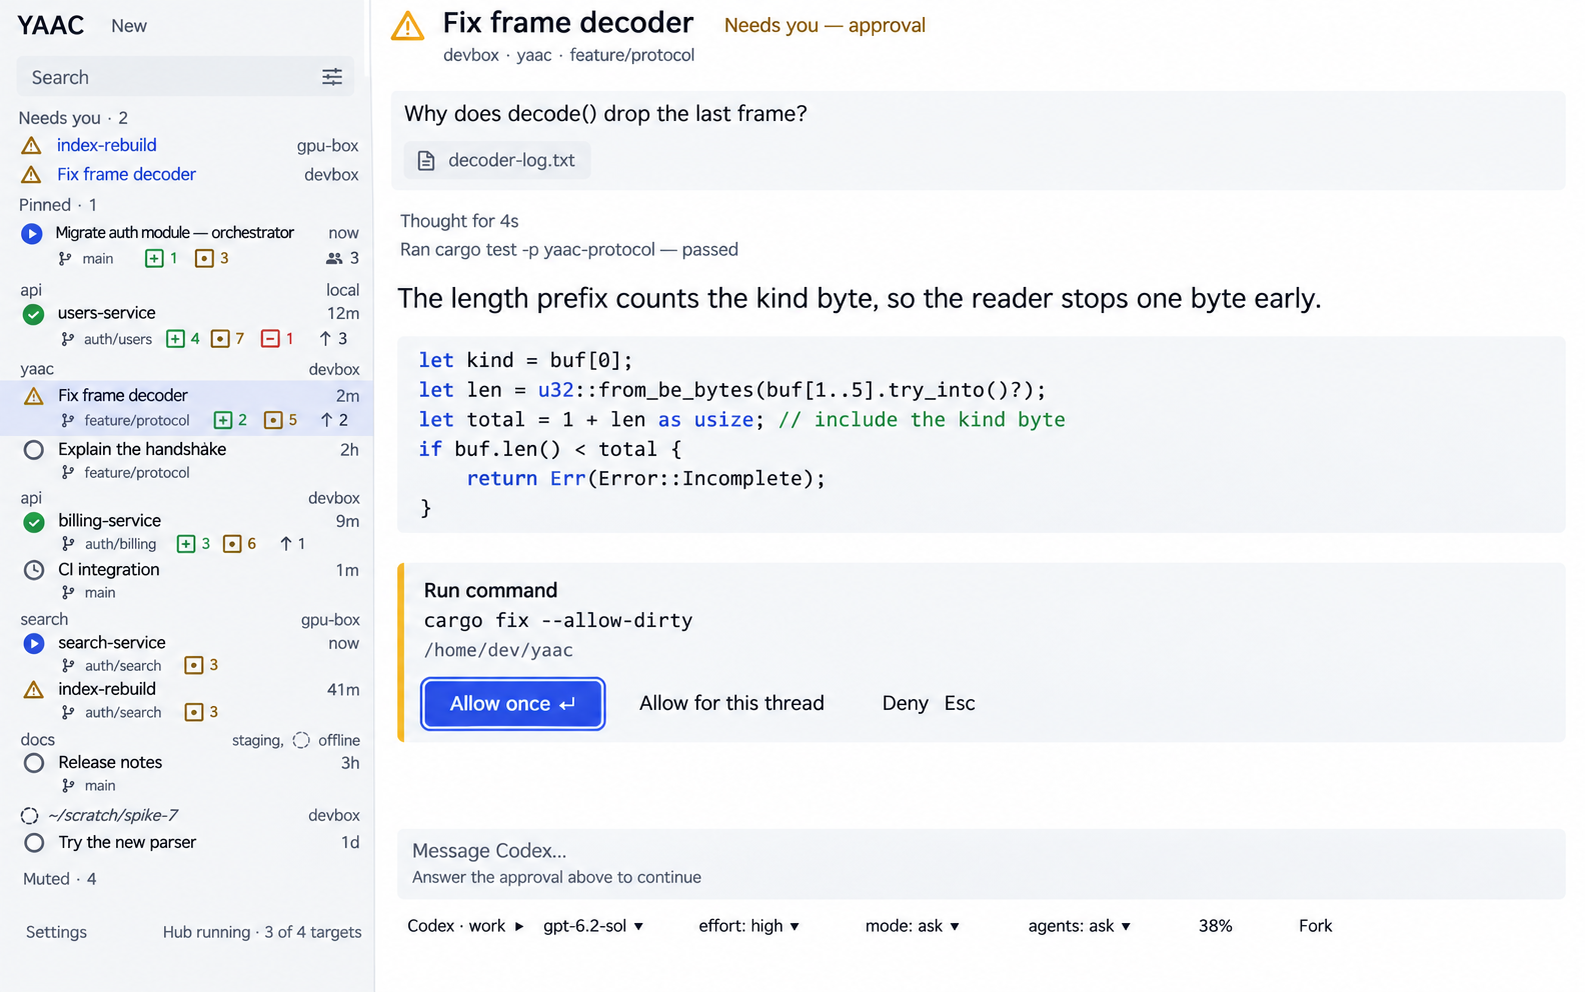 YAAC New
Search
Needs you · 2
index-rebuild gpu-box
Fix frame decoder devbox
Pinned · 1
Migrate auth module — orchestrator now
main 1 3 3
api local
users-service 12m
auth/users 4 7 1 ↑ 3
yaac devbox
Fix frame decoder 2m
feature/protocol 2 5 ↑ 2
Explain the handshake 2h
feature/protocol
api devbox
billing-service 9m
auth/billing 3 6 ↑ 1
CI integration 1m
main
search gpu-box
search-service now
auth/search 3
index-rebuild 41m
auth/search 3
docs staging, offline
Release notes 3h
main
~/scratch/spike-7 devbox
Try the new parser 1d
Muted · 4
Settings Hub running · 3 of 4 targets
Fix frame decoder Needs you — approval
devbox · yaac · feature/protocol
Why does decode() drop the last frame?
decoder-log.txt
Thought for 4s
Ran cargo test -p yaac-protocol — passed
The length prefix counts the kind byte, so the reader stops one byte early.
let kind = buf[0];
let len = u32::from_be_bytes(buf[1..5].try_into()?);
let total = 1 + len as usize; // include the kind byte
if buf.len() < total {
    return Err(Error::Incomplete);
}
Run command
cargo fix --allow-dirty
/home/dev/yaac
Allow once ↵ Allow for this thread Deny Esc
Message Codex...
Answer the approval above to continue
Codex · work ▸ gpt-6.2-sol ▾ effort: high ▾ mode: ask ▾ agents: ask ▾ 38% Fork